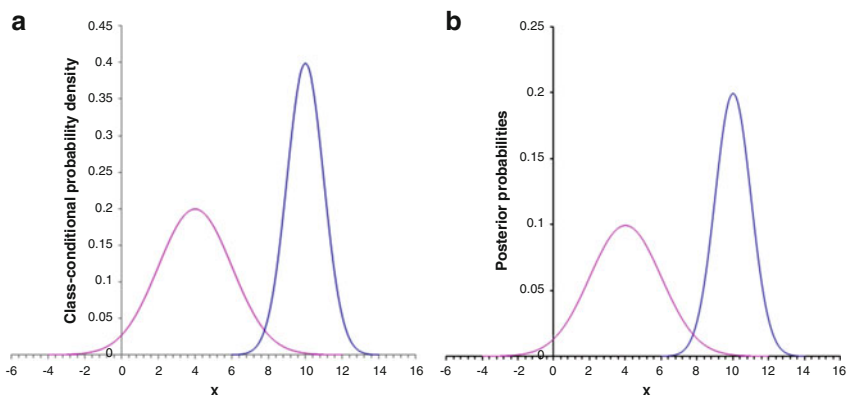 a
Class-conditional probability density
0.45
0.4
0.35
0.3
0.25
0.2
0.15
0.1
0.05
0
-6 -4 -2 0 2 4 6 8 10 12 14 16
x
b
Posterior probabilities
0.25
0.2
0.15
0.1
0.05
0
-6 -4 -2 0 2 4 6 8 10 12 14 16
x